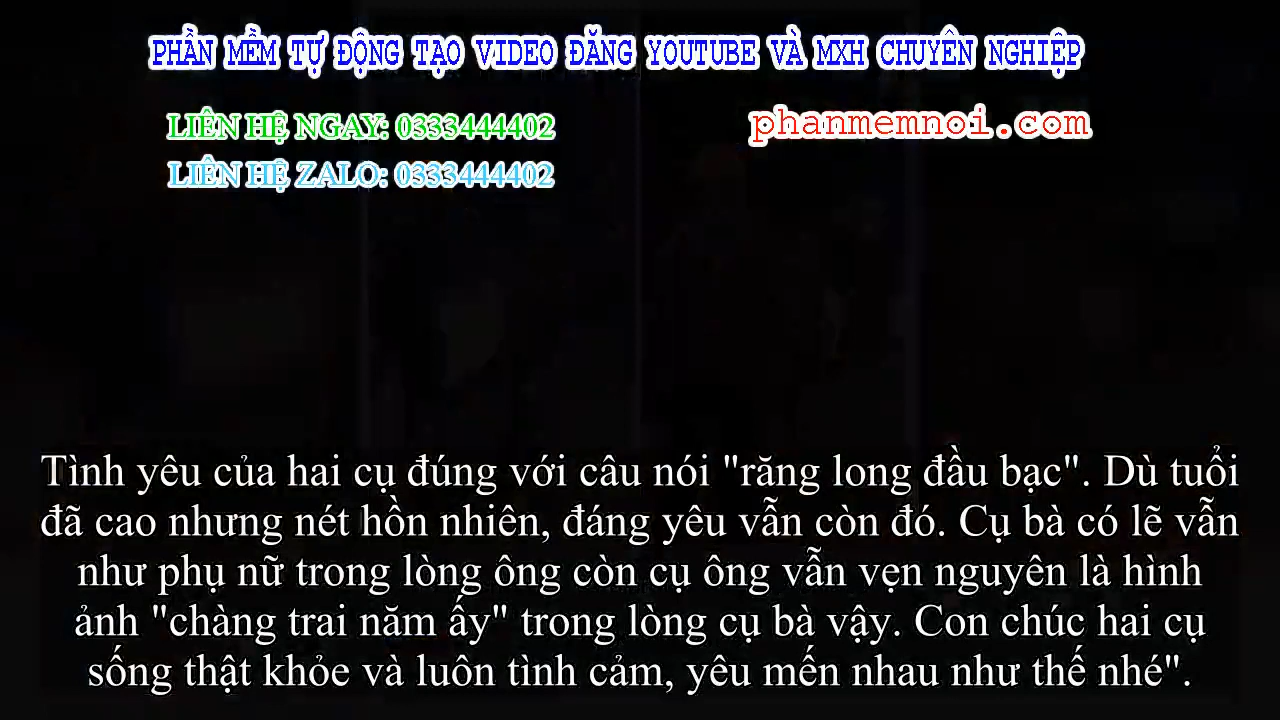 PHẦN MỀM TỰ ĐỘNG TẠO VIDEO ĐĂNG YOUTUBE VÀ MXH CHUYÊN NGHIỆP
LIÊN HỆ NGAY: 0333444402
phanmemnoi.com
LIÊN HỆ ZALO: 0333444402
Tình yêu của hai cụ đúng với câu nói "răng long đầu bạc". Dù tuổi
đã cao nhưng nét hồn nhiên, đáng yêu vẫn còn đó. Cụ bà có lẽ vẫn
như phụ nữ trong lòng ông còn cụ ông vẫn vẹn nguyên là hình
ảnh "chàng trai năm ấy" trong lòng cụ bà vậy. Con chúc hai cụ
sống thật khỏe và luôn tình cảm, yêu mến nhau như thế nhé".